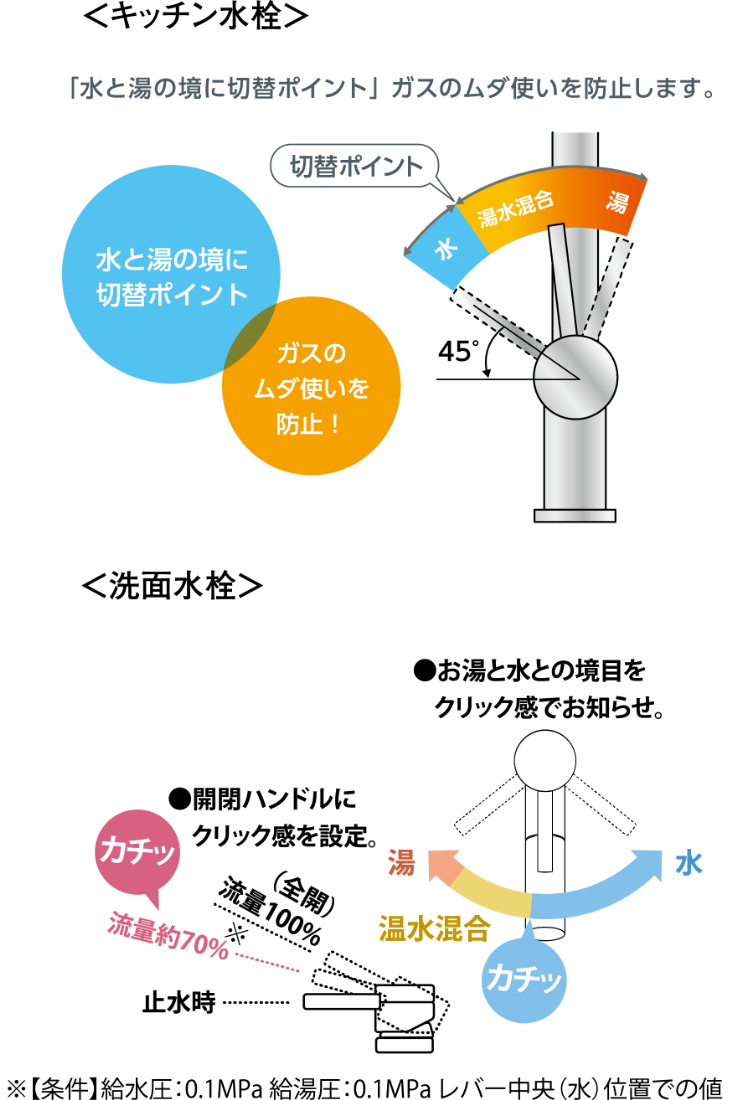 ＜キッチン水栓＞
「水と湯の境に切替ポイント」ガスのムダ使いを防止します。
切替ポイント
水
湯水混合
湯
水と湯の境に
切替ポイント
ガスの
ムダ使いを
防止！
45°
＜洗面水栓＞
●お湯と水との境目を
クリック感でお知らせ。
●開閉ハンドルに
クリック感を設定。
カチッ
(全開)
流量100%
流量約70%※
止水時
湯
水
温水混合
カチッ
※【条件】給水圧：0.1MPa 給湯圧：0.1MPa レバー中央（水）位置での値